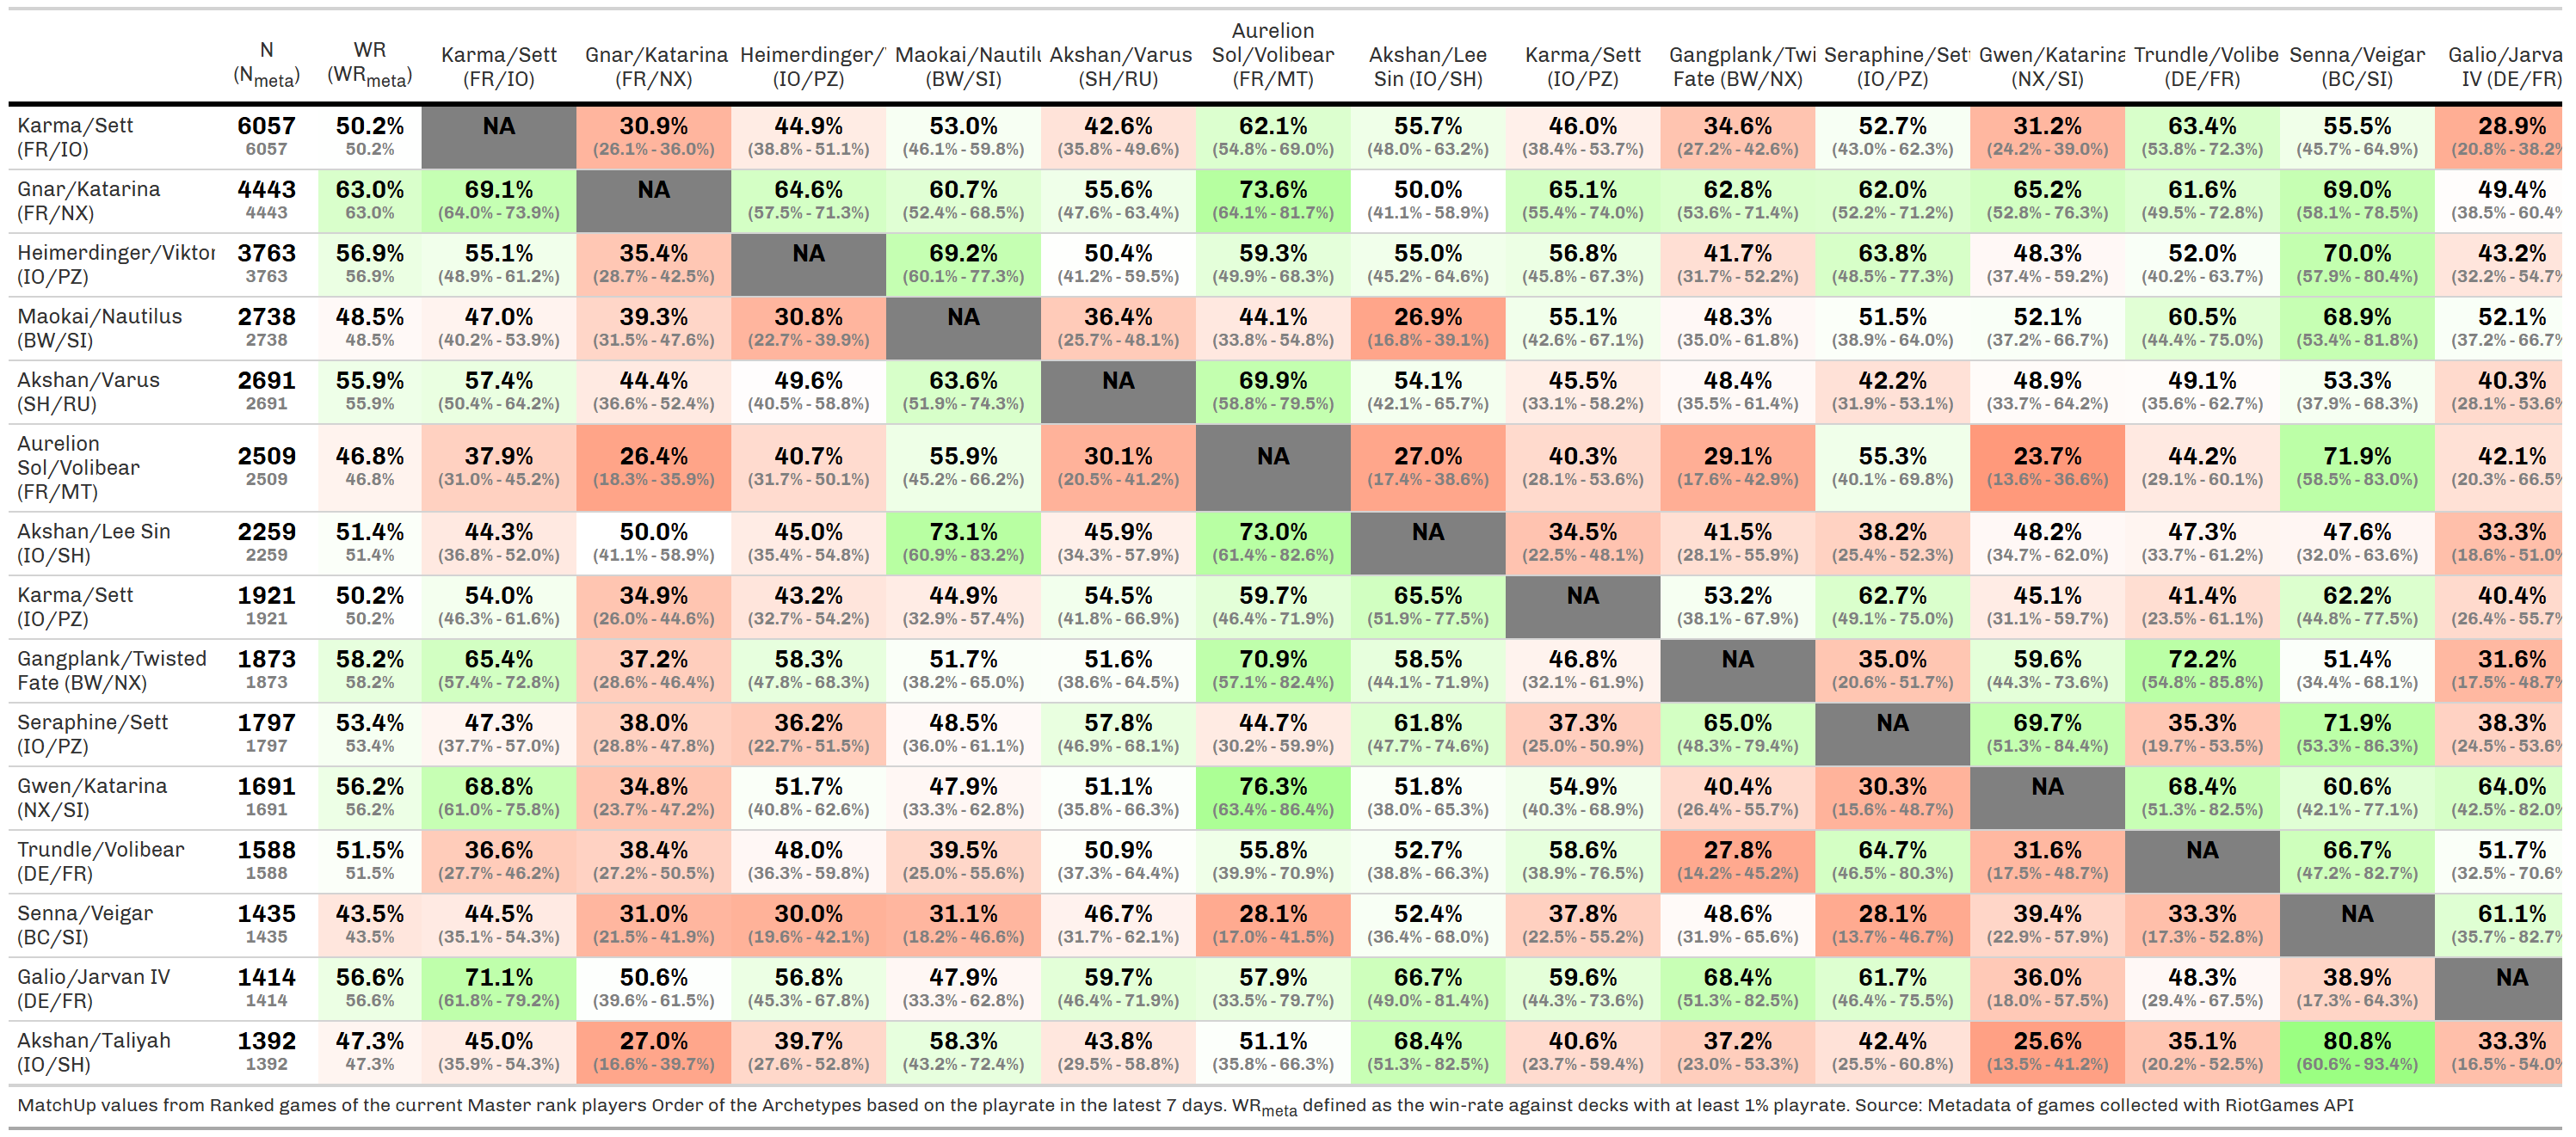 N (Nmeta) WR (WRmeta) Karma/Sett (FR/IO) Gnar/Katarina (FR/NX) Heimerdinger/ (IO/PZ) Maokai/Nautilu (BW/SI) Akshan/Varus (SH/RU) Aurelion Sol/Volibear (FR/MT) Akshan/Lee Sin (IO/SH) Karma/Sett (IO/PZ) Gangplank/Twi Fate (BW/NX) Seraphine/Set (IO/PZ) Gwen/Katarina (NX/SI) Trundle/Volibe (DE/FR) Senna/Veigar (BC/SI) Galio/Jarva IV (DE/FR)
Karma/Sett 6057 50.2% NA 30.9% 44.9% 53.0% 42.6% 62.1% 55.7% 46.0% 34.6% 52.7% 31.2% 63.4% 55.5% 28.9%
(FR/IO) 6057 50.2% (26.1% - 36.0%) (38.8% - 51.1%) (46.1% - 59.8%) (35.8% - 49.6%) (54.8% - 69.0%) (48.0% - 63.2%) (38.4% - 53.7%) (27.2% - 42.6%) (43.0% - 62.3%) (24.2% - 39.0%) (53.8% - 72.3%) (45.7% - 64.9%) (20.8% - 38.2%
Gnar/Katarina 4443 63.0% 69.1% NA 64.6% 60.7% 55.6% 73.6% 50.0% 65.1% 62.8% 62.0% 65.2% 61.6% 69.0% 49.4%
(FR/NX) 4443 63.0% (64.0% - 73.9%) (57.5% - 71.3%) (52.4% - 68.5%) (47.6% - 63.4%) (64.1% - 81.7%) (41.1% - 58.9%) (55.4% - 74.0%) (53.6% - 71.4%) (52.2% - 71.2%) (52.8% - 76.3%) (49.5% - 72.8%) (58.1% - 78.5%) (38.5% - 60.4%
Heimerdinger/Viktor 3763 56.9% 55.1% 35.4% NA 69.2% 50.4% 59.3% 55.0% 56.8% 41.7% 63.8% 48.3% 52.0% 70.0% 43.2%
(IO/PZ) 3763 56.9% (48.9% - 61.2%) (28.7% - 42.5%) (60.1% - 77.3%) (41.2% - 59.5%) (49.9% - 68.3%) (45.2% - 64.6%) (45.8% - 67.3%) (31.7% - 52.2%) (48.5% - 77.3%) (37.4% - 59.2%) (40.2% - 63.7%) (57.9% - 80.4%) (32.2% - 54.7%
Maokai/Nautilus 2738 48.5% 47.0% 39.3% 30.8% NA 36.4% 44.1% 26.9% 55.1% 48.3% 51.5% 52.1% 60.5% 68.9% 52.1%
(BW/SI) 2738 48.5% (40.2% - 53.9%) (31.5% - 47.6%) (22.7% - 39.9%) (25.7% - 48.1%) (33.8% - 54.8%) (16.8% - 39.1%) (42.6% - 67.1%) (35.0% - 61.8%) (38.9% - 64.0%) (37.2% - 66.7%) (44.4% - 75.0%) (53.4% - 81.8%) (37.2% - 66.7%
Akshan/Varus 2691 55.9% 57.4% 44.4% 49.6% 63.6% NA 69.9% 54.1% 45.5% 48.4% 42.2% 48.9% 49.1% 53.3% 40.3%
(SH/RU) 2691 55.9% (50.4% - 64.2%) (36.6% - 52.4%) (40.5% - 58.8%) (51.9% - 74.3%) (58.8% - 79.5%) (42.1% - 65.7%) (33.1% - 58.2%) (35.5% - 61.4%) (31.9% - 53.1%) (33.7% - 64.2%) (35.6% - 62.7%) (37.9% - 68.3%) (28.1% - 53.6%
Aurelion
Sol/Volibear 2509 46.8% 37.9% 26.4% 40.7% 55.9% 30.1% NA 27.0% 40.3% 29.1% 55.3% 23.7% 44.2% 71.9% 42.1%
(FR/MT) 2509 46.8% (31.0% - 45.2%) (18.3% - 35.9%) (31.7% - 50.1%) (45.2% - 66.2%) (20.5% - 41.2%) (17.4% - 38.6%) (28.1% - 53.6%) (17.6% - 42.9%) (40.1% - 69.8%) (13.6% - 36.6%) (29.1% - 60.1%) (58.5% - 83.0%) (20.3% - 66.5%
Akshan/Lee Sin 2259 51.4% 44.3% 50.0% 45.0% 73.1% 45.9% 73.0% NA 34.5% 41.5% 38.2% 48.2% 47.3% 47.6% 33.3%
(IO/SH) 2259 51.4% (36.8% - 52.0%) (41.1% - 58.9%) (35.4% - 54.8%) (60.9% - 83.2%) (34.3% - 57.9%) (61.4% - 82.6%) (22.5% - 48.1%) (28.1% - 55.9%) (25.4% - 52.3%) (34.7% - 62.0%) (33.7% - 61.2%) (32.0% - 63.6%) (18.6% - 51.0%
Karma/Sett 1921 50.2% 54.0% 34.9% 43.2% 44.9% 54.5% 59.7% 65.5% NA 53.2% 62.7% 45.1% 41.4% 62.2% 40.4%
(IO/PZ) 1921 50.2% (46.3% - 61.6%) (26.0% - 44.6%) (32.7% - 54.2%) (32.9% - 57.4%) (41.8% - 66.9%) (46.4% - 71.9%) (51.9% - 77.5%) (38.1% - 67.9%) (49.1% - 75.0%) (31.1% - 59.7%) (23.5% - 61.1%) (44.8% - 77.5%) (26.4% - 55.7%
Gangplank/Twisted 1873 58.2% 65.4% 37.2% 58.3% 51.7% 51.6% 70.9% 58.5% 46.8% NA 35.0% 59.6% 72.2% 51.4% 31.6%
Fate (BW/NX) 1873 58.2% (57.4% - 72.8%) (28.6% - 46.4%) (47.8% - 68.3%) (38.2% - 65.0%) (38.6% - 64.5%) (57.1% - 82.4%) (44.1% - 71.9%) (32.1% - 61.9%) (20.6% - 51.7%) (44.3% - 73.6%) (54.8% - 85.8%) (34.4% - 68.1%) (17.5% - 48.7%
Seraphine/Sett 1797 53.4% 47.3% 38.0% 36.2% 48.5% 57.8% 44.7% 61.8% 37.3% 65.0% NA 69.7% 35.3% 71.9% 38.3%
(IO/PZ) 1797 53.4% (37.7% - 57.0%) (28.8% - 47.8%) (22.7% - 51.5%) (36.0% - 61.1%) (46.9% - 68.1%) (30.2% - 59.9%) (47.7% - 74.6%) (25.0% - 50.9%) (48.3% - 79.4%) (51.3% - 84.4%) (19.7% - 53.5%) (53.3% - 86.3%) (24.5% - 53.6%
Gwen/Katarina 1691 56.2% 68.8% 34.8% 51.7% 47.9% 51.1% 76.3% 51.8% 54.9% 40.4% 30.3% NA 68.4% 60.6% 64.0%
(NX/SI) 1691 56.2% (61.0% - 75.8%) (23.7% - 47.2%) (40.8% - 62.6%) (33.3% - 62.8%) (35.8% - 66.3%) (63.4% - 86.4%) (38.0% - 65.3%) (40.3% - 68.9%) (26.4% - 55.7%) (15.6% - 48.7%) (51.3% - 82.5%) (42.1% - 77.1%) (42.5% - 82.0%
Trundle/Volibear 1588 51.5% 36.6% 38.4% 48.0% 39.5% 50.9% 55.8% 52.7% 58.6% 27.8% 64.7% 31.6% NA 66.7% 51.7%
(DE/FR) 1588 51.5% (27.7% - 46.2%) (27.2% - 50.5%) (36.3% - 59.8%) (25.0% - 55.6%) (37.3% - 64.4%) (39.9% - 70.9%) (38.8% - 66.3%) (38.9% - 76.5%) (14.2% - 45.2%) (46.5% - 80.3%) (17.5% - 48.7%) (47.2% - 82.7%) (32.5% - 70.6%
Senna/Veigar 1435 43.5% 44.5% 31.0% 30.0% 31.1% 46.7% 28.1% 52.4% 37.8% 48.6% 28.1% 39.4% 33.3% NA 61.1%
(BC/SI) 1435 43.5% (35.1% - 54.3%) (21.5% - 41.9%) (19.6% - 42.1%) (18.2% - 46.6%) (31.7% - 62.1%) (17.0% - 41.5%) (36.4% - 68.0%) (22.5% - 55.2%) (31.9% - 65.6%) (13.7% - 46.7%) (22.9% - 57.9%) (17.3% - 52.8%) (35.7% - 82.7%
Galio/Jarvan IV 1414 56.6% 71.1% 50.6% 56.8% 47.9% 59.7% 57.9% 66.7% 59.6% 68.4% 61.7% 36.0% 48.3% 38.9% NA
(DE/FR) 1414 56.6% (61.8% - 79.2%) (39.6% - 61.5%) (45.3% - 67.8%) (33.3% - 62.8%) (46.4% - 71.9%) (33.5% - 79.7%) (49.0% - 81.4%) (44.3% - 73.6%) (51.3% - 82.5%) (46.4% - 75.5%) (18.0% - 57.5%) (29.4% - 67.5%) (17.3% - 64.3%)
Akshan/Taliyah 1392 47.3% 45.0% 27.0% 39.7% 58.3% 43.8% 51.1% 68.4% 40.6% 37.2% 42.4% 25.6% 35.1% 80.8% 33.3%
(IO/SH) 1392 47.3% (35.9% - 54.3%) (16.6% - 39.7%) (27.6% - 52.8%) (43.2% - 72.4%) (29.5% - 58.8%) (35.8% - 66.3%) (51.3% - 82.5%) (23.7% - 59.4%) (23.0% - 53.3%) (25.5% - 60.8%) (13.5% - 41.2%) (20.2% - 52.5%) (60.6% - 93.4%) (16.5% - 54.0%
MatchUp values from Ranked games of the current Master rank players Order of the Archetypes based on the playrate in the latest 7 days. WRmeta defined as the win-rate against decks with at least 1% playrate. Source: Metadata of games collected with RiotGames API